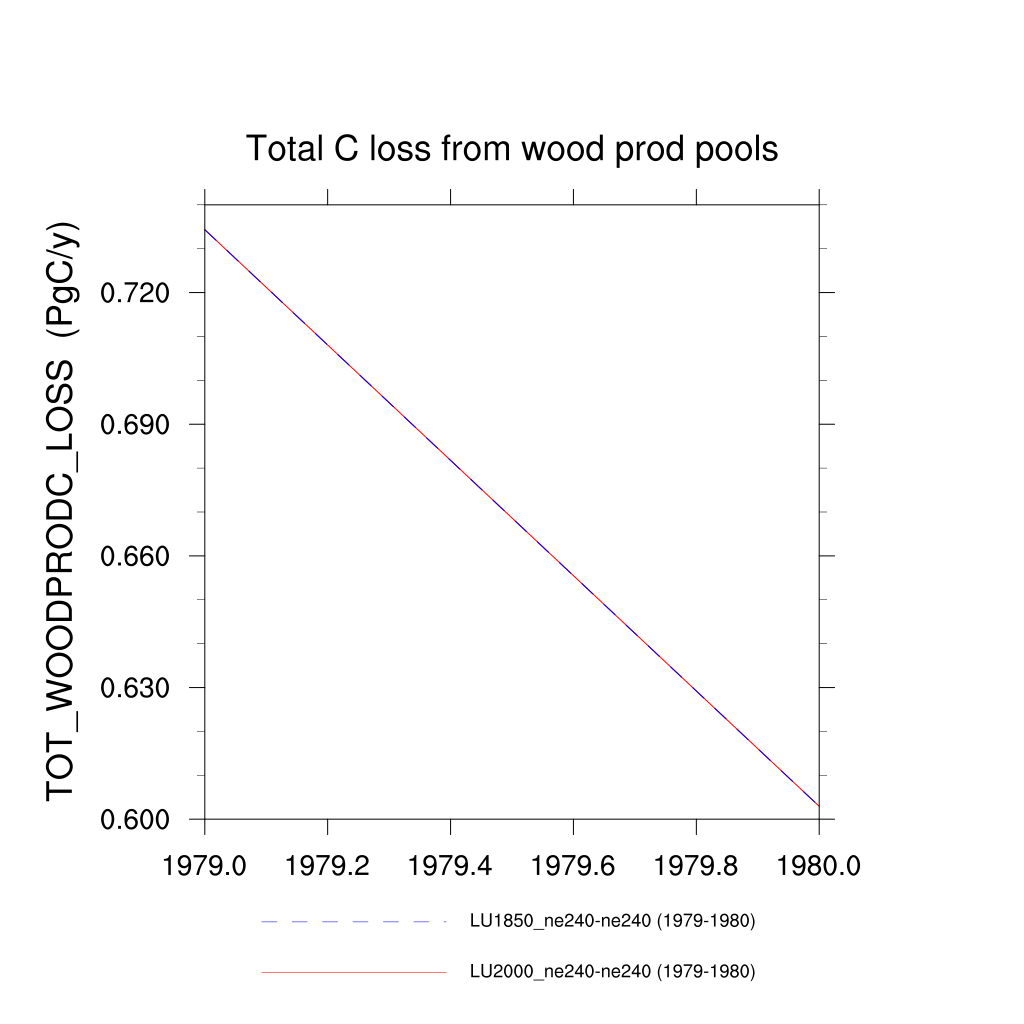 Total C loss from wood prod pools
TOT_WOODPRODC_LOSS (PgC/y)
0.720
0.690
0.660
0.630
0.600
1979.0 1979.2 1979.4 1979.6 1979.8 1980.0
LU1850_ne240-ne240 (1979-1980)
LU2000_ne240-ne240 (1979-1980)